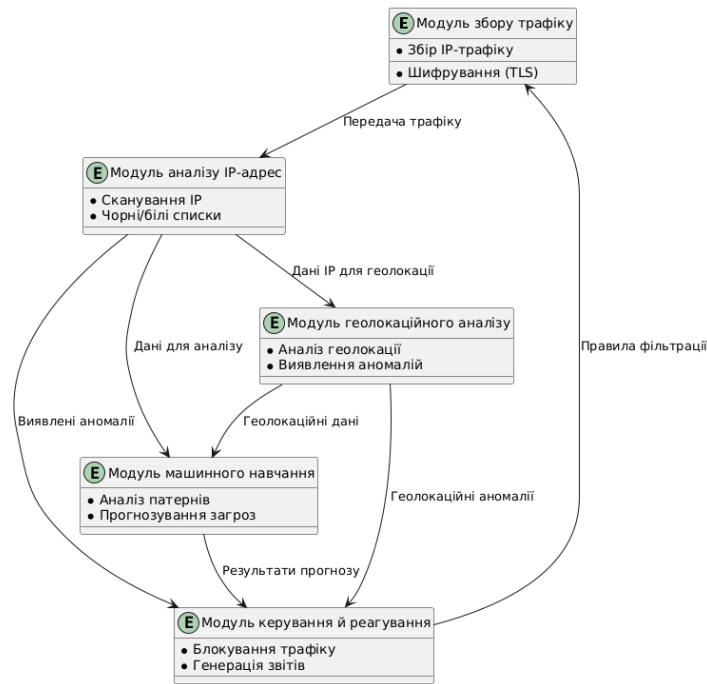 E Модуль збору трафіку
• Збір IP-трафіку
• Шифрування (TLS)
Передача трафіку
E Модуль аналізу IP-адрес
• Сканування IP
• Чорні/білі списки
Дані IP для геолокації
E Модуль геолокаційного аналізу
• Аналіз геолокації
• Виявлення аномалій
Дані для аналізу
Правила фільтрації
Виявлені аномалії
Геолокаційні дані
E Модуль машинного навчання
• Аналіз патернів
• Прогнозування загроз
Геолокаційні аномалії
Результати прогнозу
E Модуль керування й реагування
• Блокування трафіку
• Генерація звітів